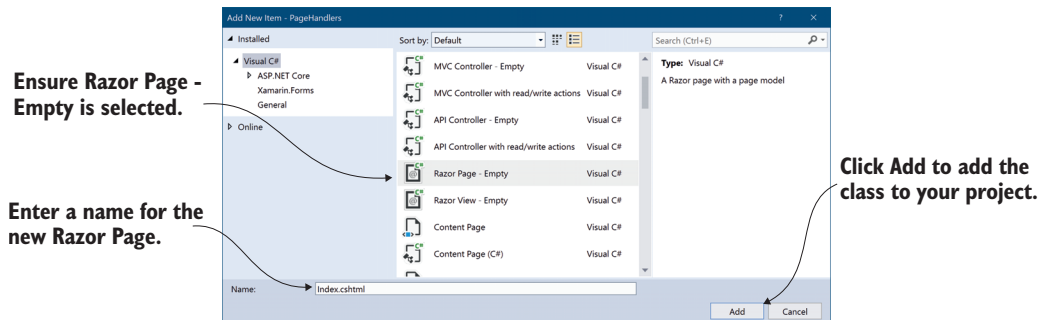 Add New Item - PageHandlers
? ×
Installed
Sort by: Default
Search (Ctrl+E)
Visual C#
ASP.NET Core
Xamarin.Forms
General
Online
MVC Controller - Empty Visual C#
MVC Controller with read/write actions Visual C#
API Controller - Empty Visual C#
API Controller with read/write actions Visual C#
Razor Page - Empty Visual C#
Razor View - Empty Visual C#
Content Page Visual C#
Content Page (C#) Visual C#
Type: Visual C#
A Razor page with a page model
Name: Index.cshtml
Add Cancel
Ensure Razor Page -
Empty is selected.
Enter a name for the
new Razor Page.
Click Add to add the
class to your project.